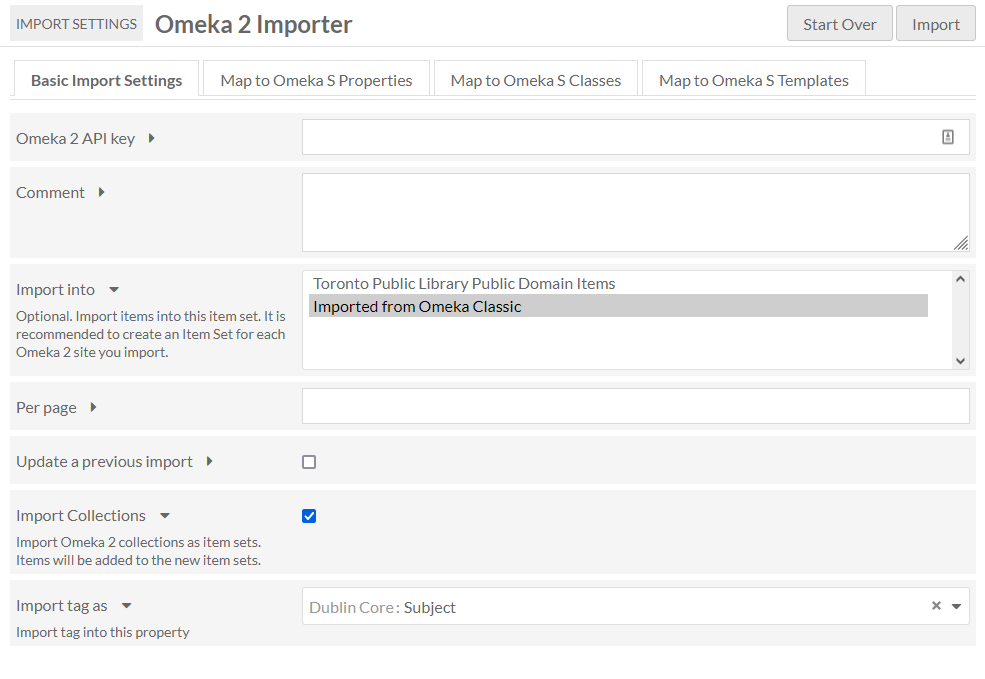 IMPORT SETTINGS Omeka 2 Importer Start Over Import
Basic Import Settings Map to Omeka S Properties Map to Omeka S Classes Map to Omeka S Templates
Omeka 2 API key
Comment
Import into
Optional. Import items into this item set. It is
recommended to create an Item Set for each
Omeka 2 site you import.
Toronto Public Library Public Domain Items
Imported from Omeka Classic
Per page
Update a previous import
Import Collections
Import Omeka 2 collections as item sets.
Items will be added to the new item sets.
Import tag as
Import tag into this property
Dublin Core: Subject